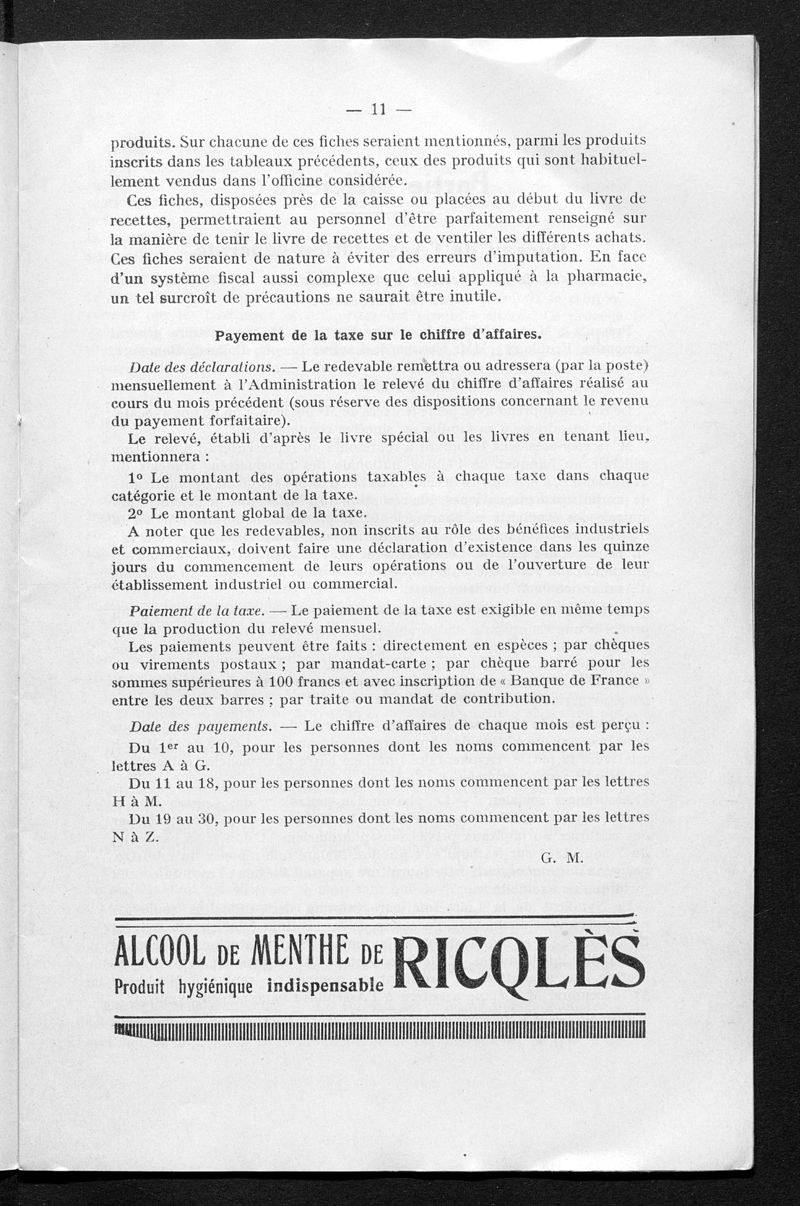 — 11 —
produits. Sur chacune de ces fiches seraient mentionnés, parmi les produits
inscrits dans les tableaux précédents, ceux des produits qui sont habituel-
lement vendus dans l'officine considérée.
Ces fiches, disposées près de la caisse ou placées au début du livre de
recettes, permettraient au personnel d'être parfaitement renseigné sur
la manière de tenir le livre de recettes et de ventiler les différents achats.
Ces fiches seraient de nature à éviter des erreurs d'imputation. En face
d'un système fiscal aussi complexe que celui appliqué à la pharmacie,
un tel surcroît de précautions ne saurait être inutile.
Payement de la taxe sur le chiffre d'affaires.
Date des déclarations. — Le redevable remettra ou adressera (par la poste)
mensuellement à l'Administration le relevé du chiffre d'affaires réalisé au
cours du mois précédent (sous réserve des dispositions concernant le revenu
du payement forfaitaire).
Le relevé, établi d'après le livre spécial ou les livres en tenant lieu,
mentionnera :
1º Le montant des opérations taxables à chaque taxe dans chaque
catégorie et le montant de la taxe.
2º Le montant global de la taxe.
A noter que les redevables, non inscrits au rôle des bénéfices industriels
et commerciaux, doivent faire une déclaration d'existence dans les quinze
jours du commencement de leurs opérations ou de l'ouverture de leur
établissement industriel ou commercial.
Paiement de la taxe. — Le paiement de la taxe est exigible en même temps
que la production du relevé mensuel.
Les paiements peuvent être faits : directement en espèces ; par chèques
ou virements postaux ; par mandat-carte ; par chèque barré pour les
sommes supérieures à 100 francs et avec inscription de « Banque de France »
entre les deux barres ; par traite ou mandat de contribution.
Date des payements. — Le chiffre d'affaires de chaque mois est perçu :
Du 1er au 10, pour les personnes dont les noms commencent par les
lettres A à G.
Du 11 au 18, pour les personnes dont les noms commencent par les lettres
H à M.
Du 19 au 30, pour les personnes dont les noms commencent par les lettres
N à Z.
G. M.
ALCOOL DE MENTHE DE RICQLÈS
Produit hygiénique indispensable